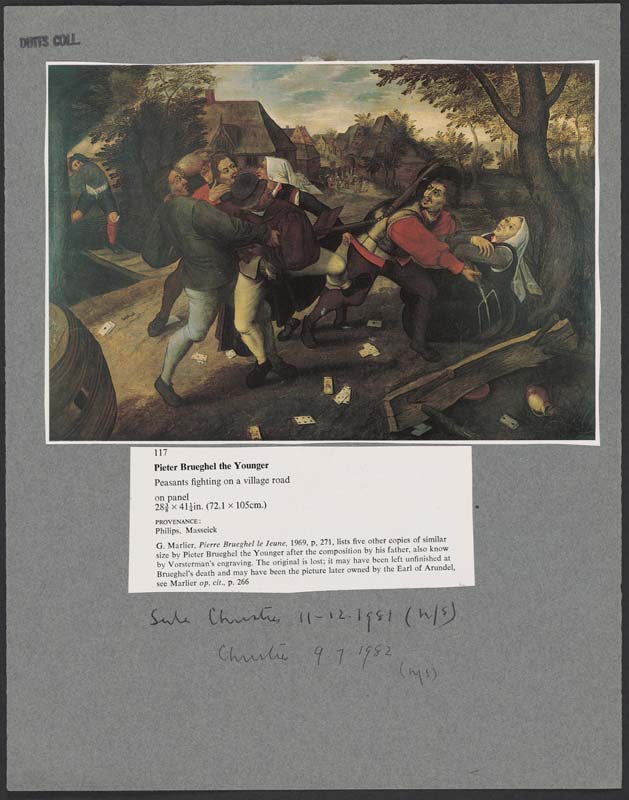 DUITS COLL.
117
Pieter Brueghel the Younger
Peasants fighting on a village road
on panel
28⅜ × 41¼in. (72.1 × 105cm.)
PROVENANCE:
Philips, Masseick
G. Marlier, Pierre Brueghel le Jeune, 1969, p. 271, lists five other copies of similar
size by Pieter Brueghel the Younger after the composition by his father, also know
by Vorsterman's engraving. The original is lost; it may have been left unfinished at
Brueghel's death and may have been the picture later owned by the Earl of Arundel,
see Marlier op. cit., p. 266
Sale Christies 11-12-1981 (n/s)
Christie 9 7 1982
(n/s)